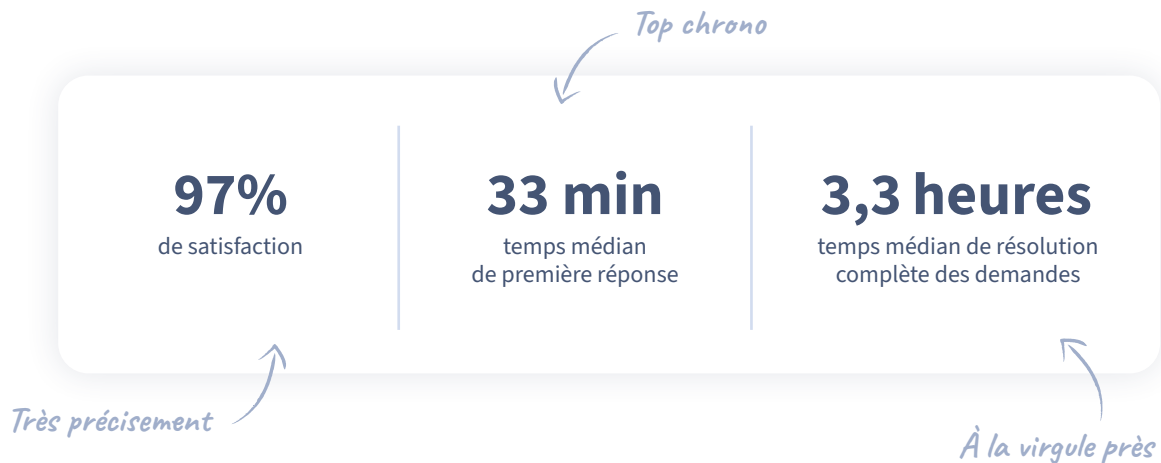 Top chrono
97%
de satisfaction
33 min
temps médian
de première réponse
3,3 heures
temps médian de résolution
complète des demandes
Très précisement
À la virgule près